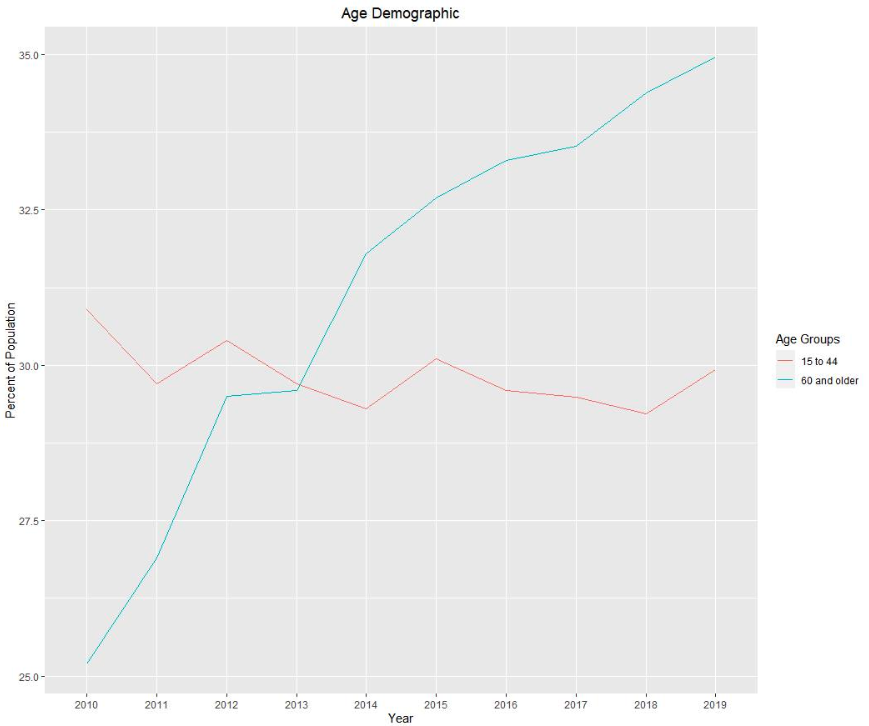 Age Demographic
35.0
32.5
30.0
27.5
25.0
Percent of Population
2010 2011 2012 2013 2014 2015 2016 2017 2018 2019
Year
Age Groups
15 to 44
60 and older